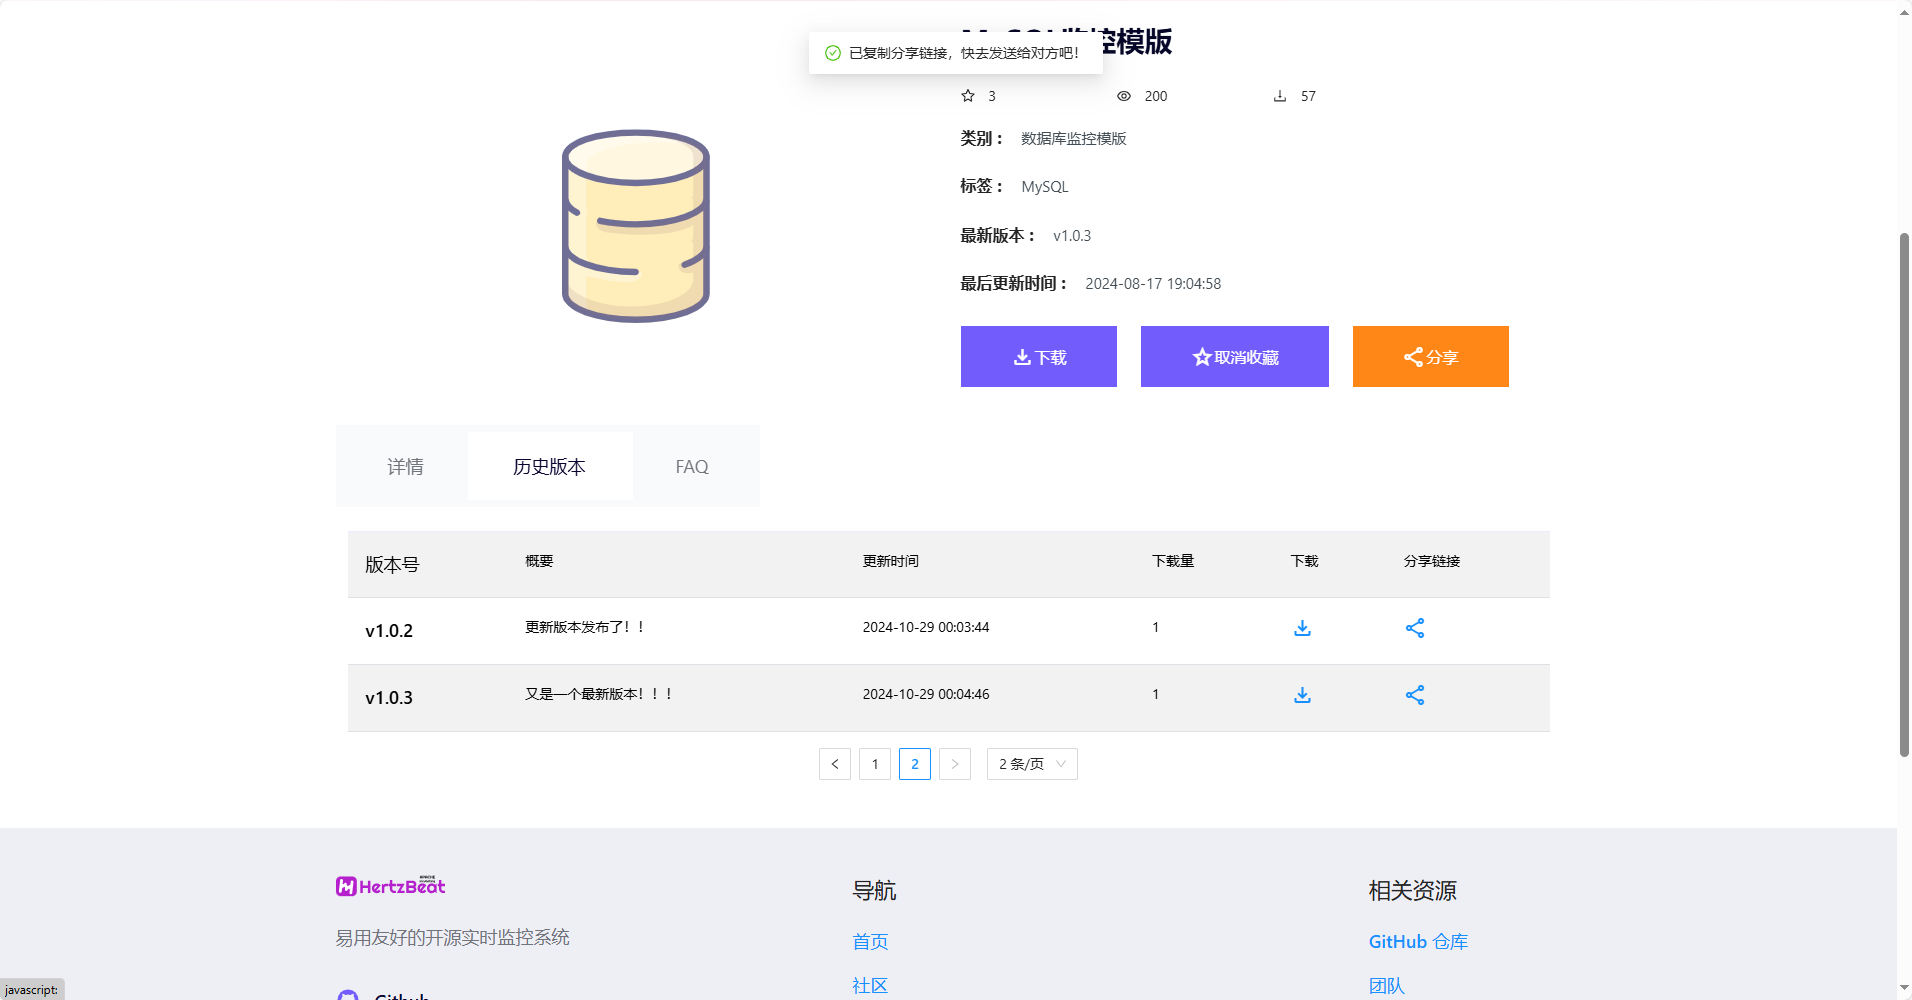 控模版
已复制分享链接，快去发送给对方吧！
3 200 57
类别： 数据库监控模版
标签： MySQL
最新版本： v1.0.3
最后更新时间： 2024-08-17 19:04:58
下载 取消收藏 分享
详情 历史版本 FAQ
版本号 概要 更新时间 下载量 下载 分享链接
v1.0.2 更新版本发布了！！ 2024-10-29 00:03:44 1
v1.0.3 又是一个最新版本！！！ 2024-10-29 00:04:46 1
1 2 2 条/页
HertzBeat 导航 相关资源
易用友好的开源实时监控系统 首页 GitHub 仓库
社区 团队
javascript: Github